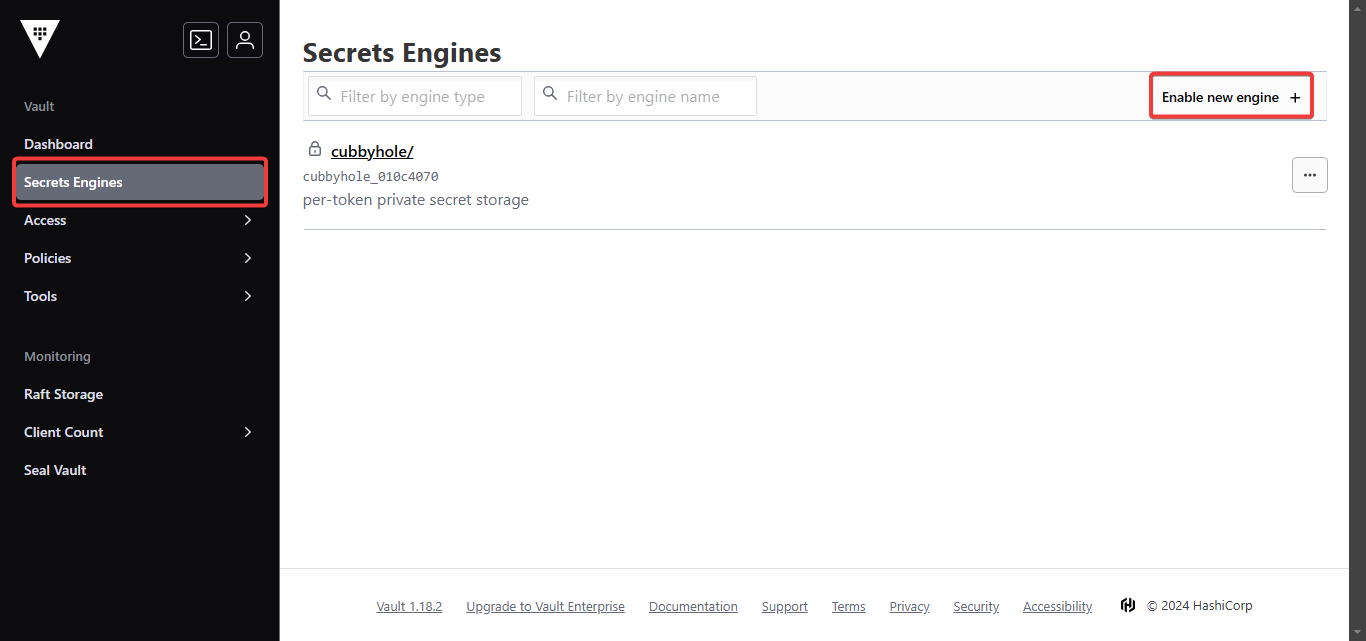 Vault
Dashboard
Secrets Engines
Access
Policies
Tools
Monitoring
Raft Storage
Client Count
Seal Vault
Secrets Engines
Filter by engine type
Filter by engine name
Enable new engine +
cubbyhole/
cubbyhole_010c4070
per-token private secret storage
Vault 1.18.2 Upgrade to Vault Enterprise Documentation Support Terms Privacy Security Accessibility © 2024 HashiCorp